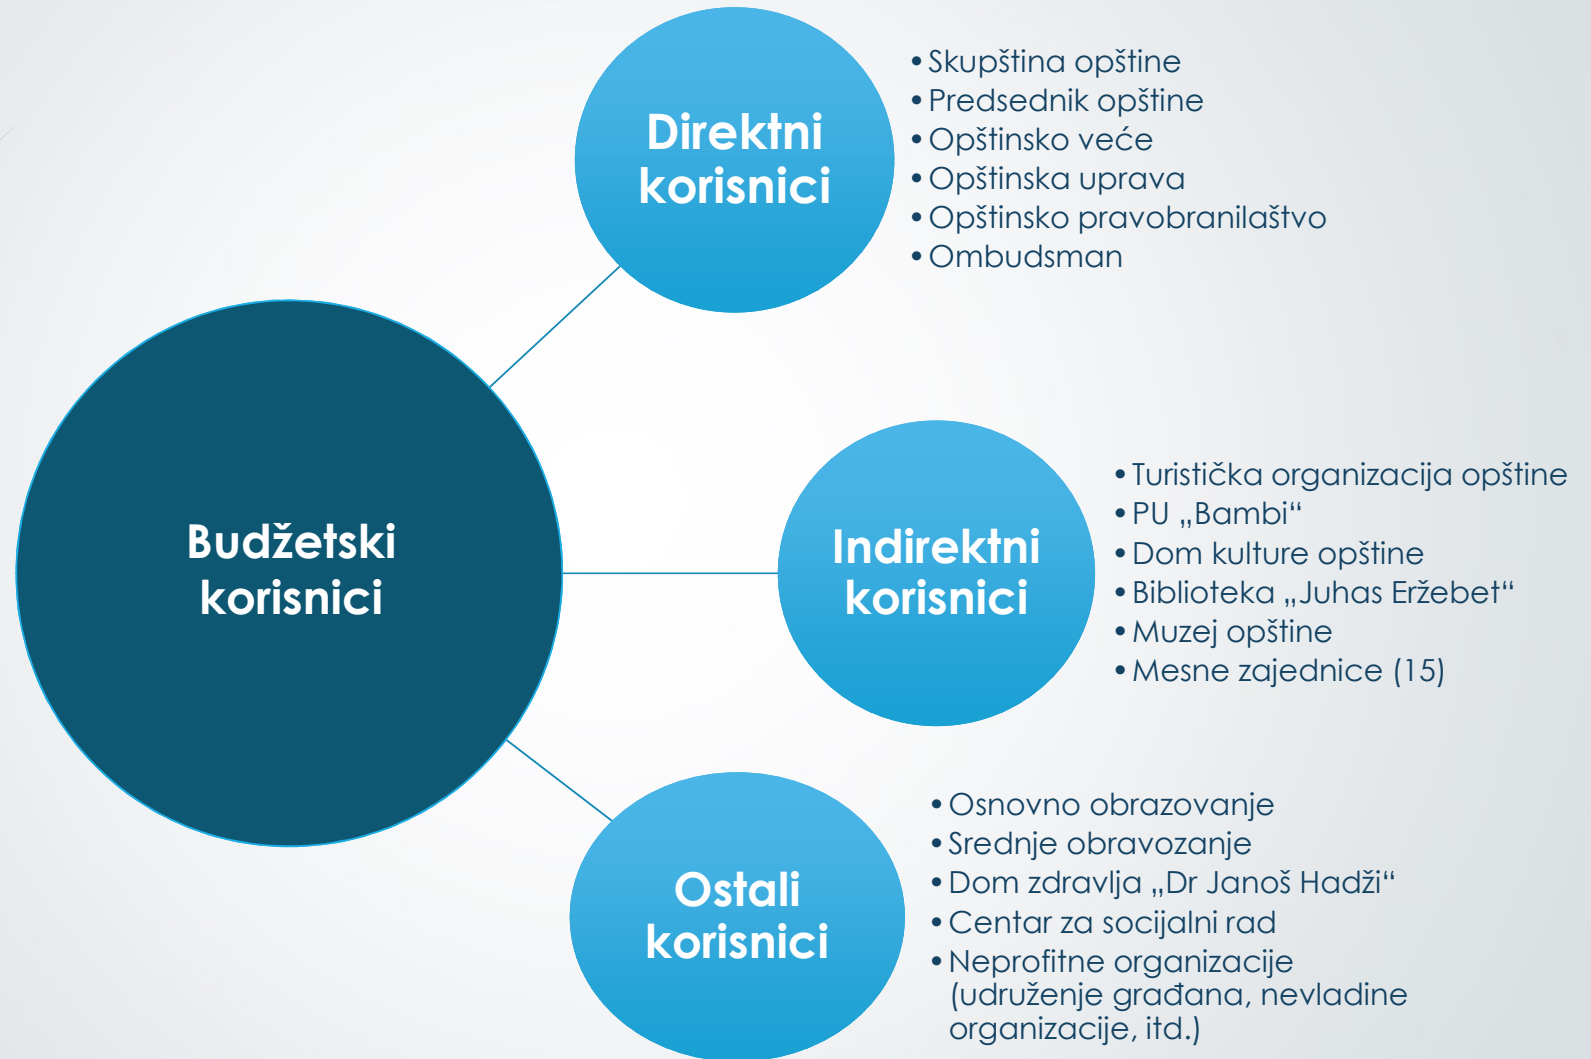 Budžetski
korisnici
Direktni
korisnici
• Skupština opštine
• Predsednik opštine
• Opštinsko veće
• Opštinska uprava
• Opštinsko pravobranilaštvo
• Ombudsman
Indirektni
korisnici
• Turistička organizacija opštine
• PU „Bambi“
• Dom kulture opštine
• Biblioteka „Juhas Eržebet“
• Muzej opštine
• Mesne zajednice (15)
Ostali
korisnici
• Osnovno obrazovanje
• Srednje obravozanje
• Dom zdravlja „Dr Janoš Hadži“
• Centar za socijalni rad
• Neprofitne organizacije
(udruženje građana, nevladine
organizacije, itd.)